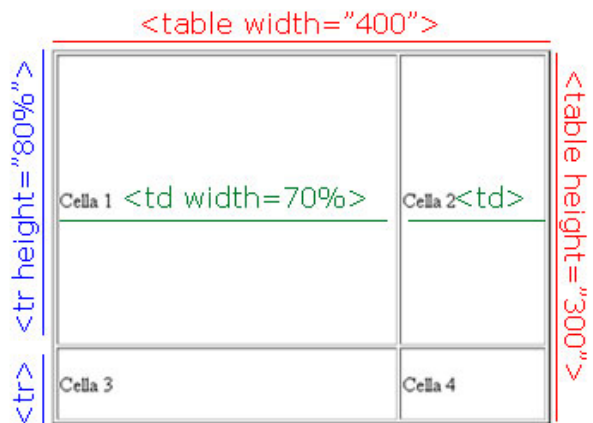 <table width="400">
<tr height="80%">
Cella 1 <td width=70%>
Cella 2 <td>
<table height="300">
<tr>
Cella 3
Cella 4